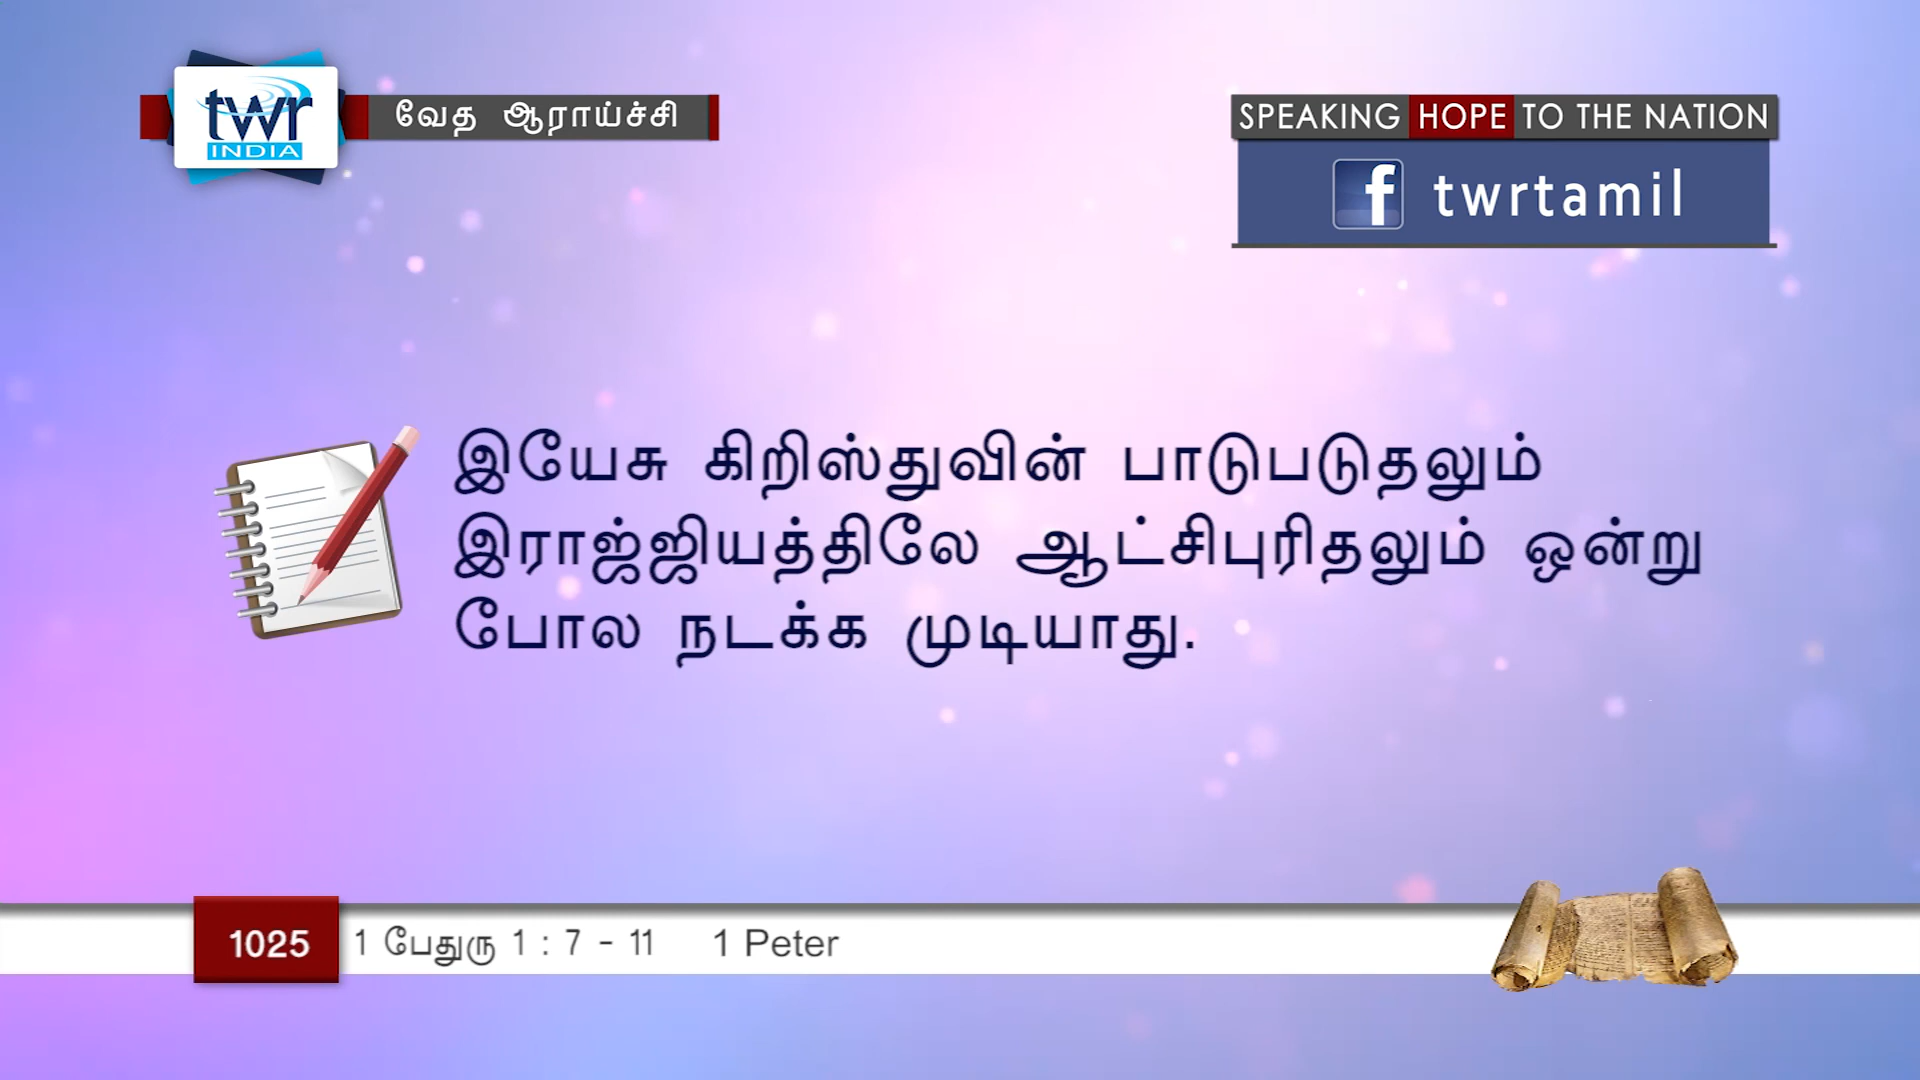 twr
INDIA
வேத ஆராய்ச்சி
SPEAKING HOPE TO THE NATION
f twrtamil
இயேசு கிறிஸ்துவின் பாடுபடுதலும்
இராஜ்ஜியத்திலே ஆட்சிபுரிதலும் ஒன்று
போல நடக்க முடியாது.
1025 1 பேதுரு 1 : 7 - 11 1 Peter